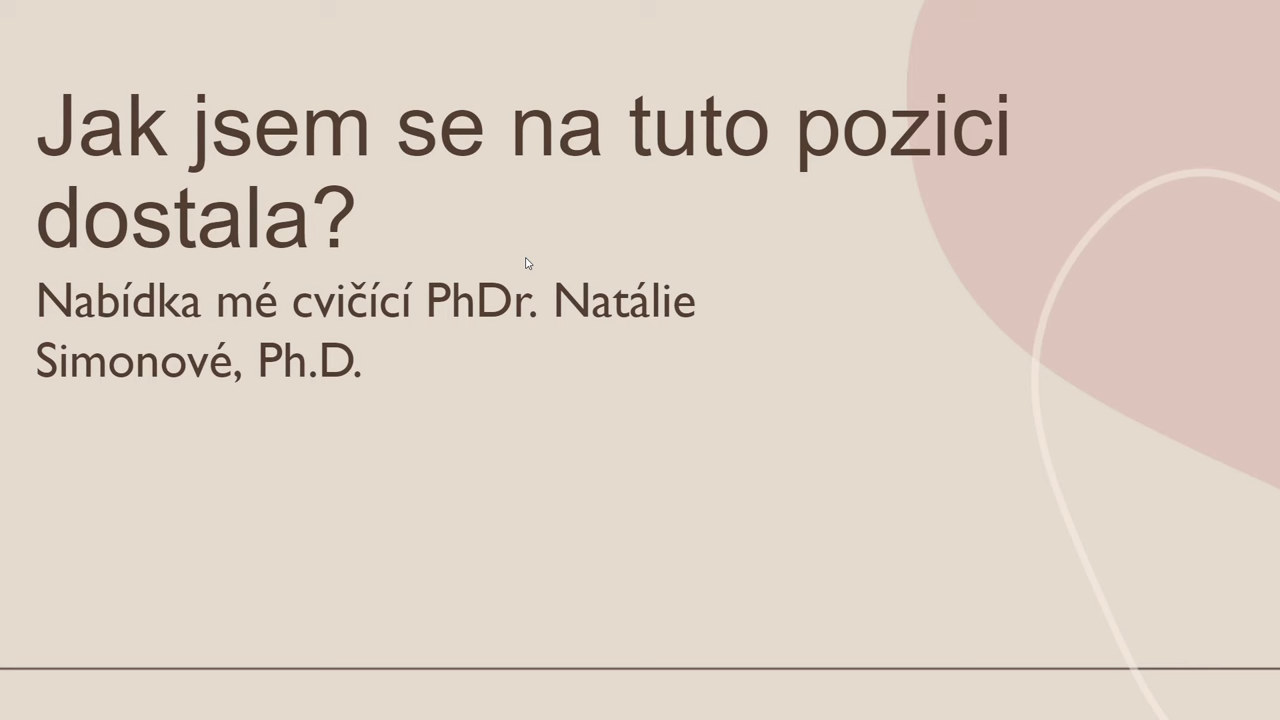 Jak jsem se na tuto pozici
dostala?
Nabídka mé cvičící PhDr. Natálie
Simonové, Ph.D.